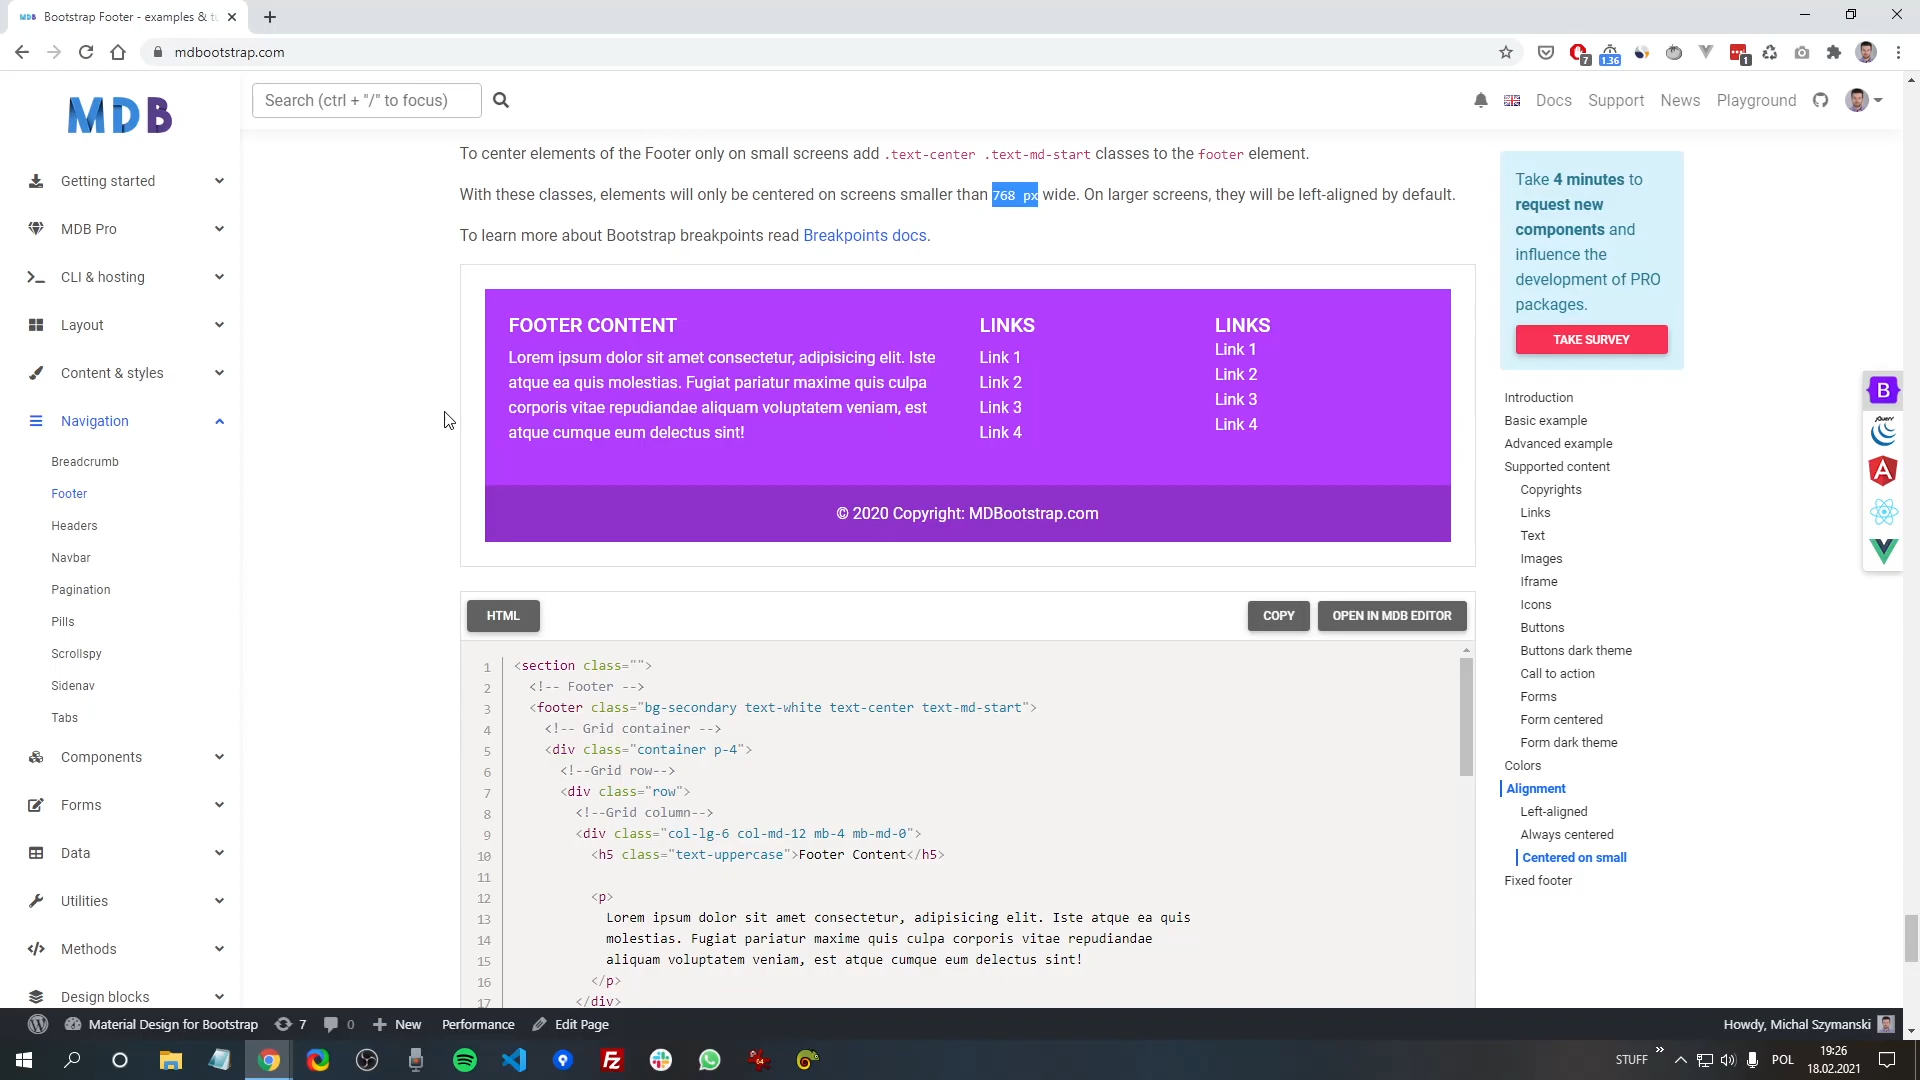 Bootstrap Footer - examples & tu
mdbootstrap.com
7
1.36
1
MDB
Search (ctrl + "/" to focus)
Docs
Support
News
Playground
Getting started
MDB Pro
CLI & hosting
Layout
Content & styles
Navigation
Breadcrumb
Footer
Headers
Navbar
Pagination
Pills
Scrollspy
Sidenav
Tabs
Components
Forms
Data
Utilities
Methods
Design blocks
To center elements of the Footer only on small screens add .text-center .text-md-start classes to the footer element.
With these classes, elements will only be centered on screens smaller than 768 px wide. On larger screens, they will be left-aligned by default.
To learn more about Bootstrap breakpoints read Breakpoints docs.
FOOTER CONTENT
Lorem ipsum dolor sit amet consectetur, adipisicing elit. Iste
atque ea quis molestias. Fugiat pariatur maxime quis culpa
corporis vitae repudiandae aliquam voluptatem veniam, est
atque cumque eum delectus sint!
LINKS
Link 1
Link 2
Link 3
Link 4
LINKS
Link 1
Link 2
Link 3
Link 4
© 2020 Copyright: MDBootstrap.com
HTML
COPY
OPEN IN MDB EDITOR
1 <section class="">
2 <!-- Footer -->
3 <footer class="bg-secondary text-white text-center text-md-start">
4 <!-- Grid container -->
5 <div class="container p-4">
6 <!--Grid row-->
7 <div class="row">
8 <!--Grid column-->
9 <div class="col-lg-6 col-md-12 mb-4 mb-md-0">
10 <h5 class="text-uppercase">Footer Content</h5>
11
12 <p>
13 Lorem ipsum dolor sit amet consectetur, adipisicing elit. Iste atque ea quis
14 molestias. Fugiat pariatur maxime quis culpa corporis vitae repudiandae
15 aliquam voluptatem veniam, est atque cumque eum delectus sint!
16 </p>
17 </div>
Take 4 minutes to
request new
components and
influence the
development of PRO
packages.
TAKE SURVEY
Introduction
Basic example
Advanced example
Supported content
Copyrights
Links
Text
Images
Iframe
Icons
Buttons
Buttons dark theme
Call to action
Forms
Form centered
Form dark theme
Colors
Alignment
Left-aligned
Always centered
Centered on small
Fixed footer
B
jQuery
Material Design for Bootstrap
7
0
New
Performance
Edit Page
Howdy, Michal Szymanski
STUFF
POL
19:26
18.02.2021